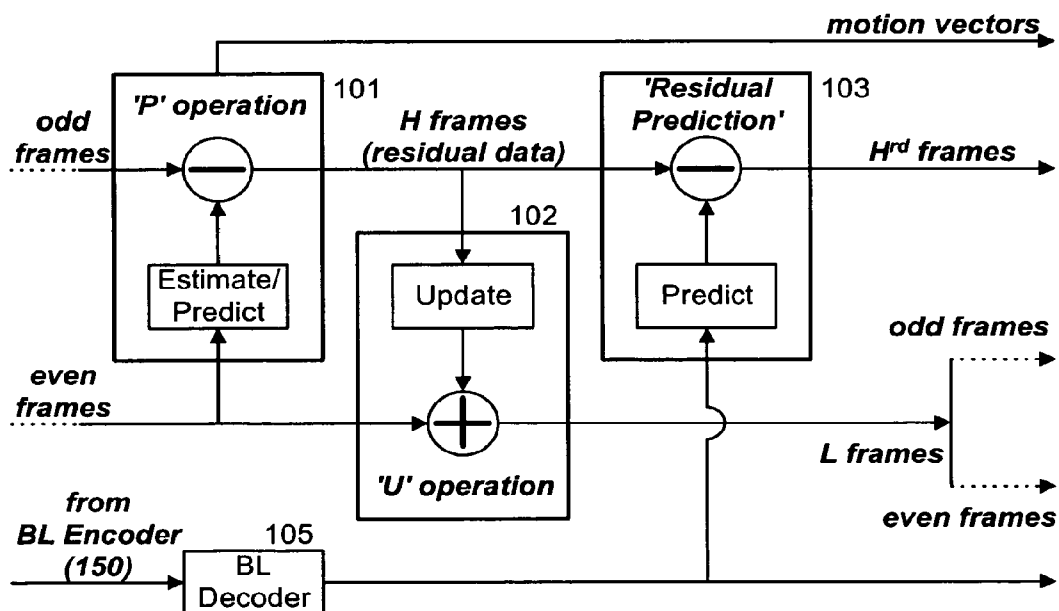 motion vectors
'P' operation
101
'Residual
Prediction'
103
odd
frames
H frames
(residual data)
Hrd frames
102
Estimate/
Predict
Update
Predict
odd frames
even
frames
L frames
'U' operation
even frames
from
BL Encoder
(150)
105
BL
Decoder